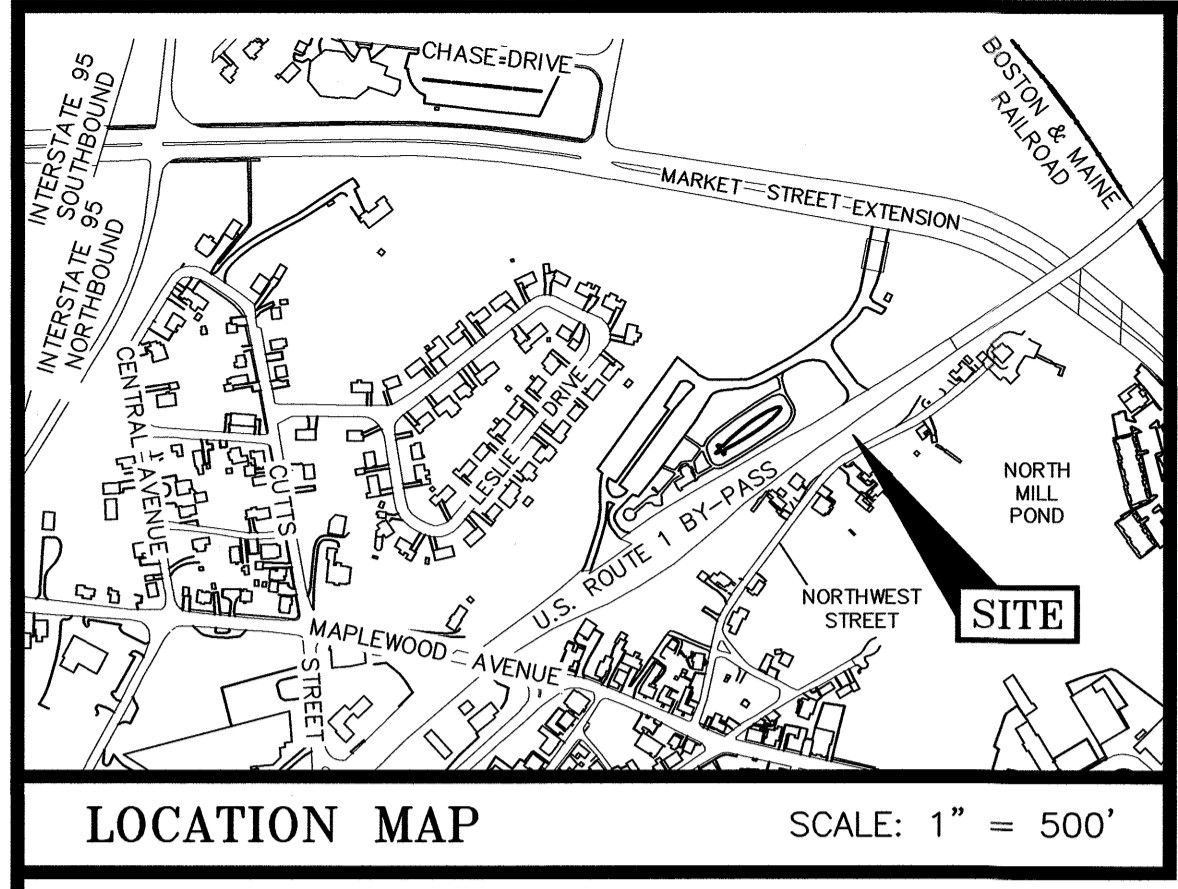 INTERSTATE 95
SOUTHBOUND
INTERSTATE 95
NORTHBOUND
CHASE DRIVE
BOSTON & MAINE
RAILROAD
MARKET STREET EXTENSION
CENTRAL AVENUE
CUTTS STREET
LESLIE DRIVE
U.S. ROUTE 1 BY-PASS
NORTH
MILL
POND
NORTHWEST
STREET
SITE
MAPLEWOOD AVENUE
LOCATION MAP
SCALE: 1" = 500'